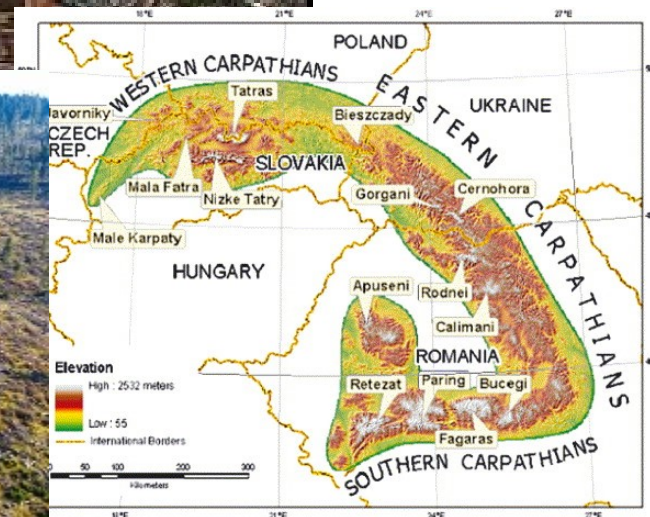 21°E
27°E
POLAND
WESTERN CARPATHIANS
EASTERN CARPATHIANS
Tatras
UKRAINE
Bieszczady
avorniky
CZECH
REP.
SLOVAKIA
Mala Fatra
Nizke Tatry
Gorgani
Cernohora
Male Karpaty
HUNGARY
Apuseni
Rodnei
Calimani
ROMANIA
Elevation
High : 2532 meters
Low : 55
International Borders
Retezat
Paring
Bucegi
Fagaras
SOUTHERN CARPATHIANS
0 50 100 200 300
Kilometers
18°E
21°E
24°E